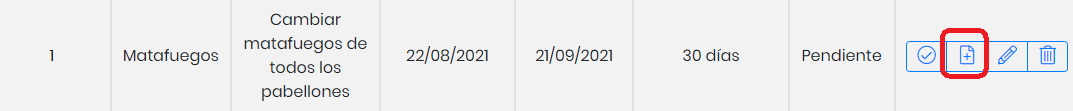 1
Matafuegos
Cambiar
matafuegos de
todos los
pabellones
22/08/2021
21/09/2021
30 días
Pendiente